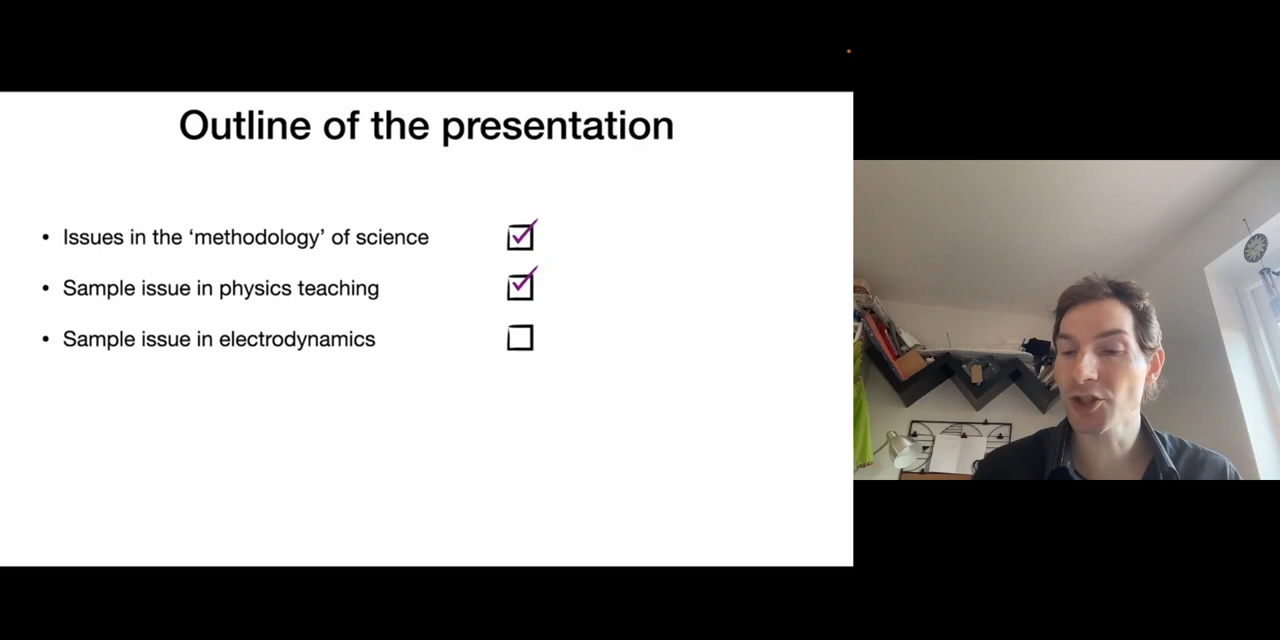 Outline of the presentation
• Issues in the ‘methodology’ of science
• Sample issue in physics teaching
• Sample issue in electrodynamics